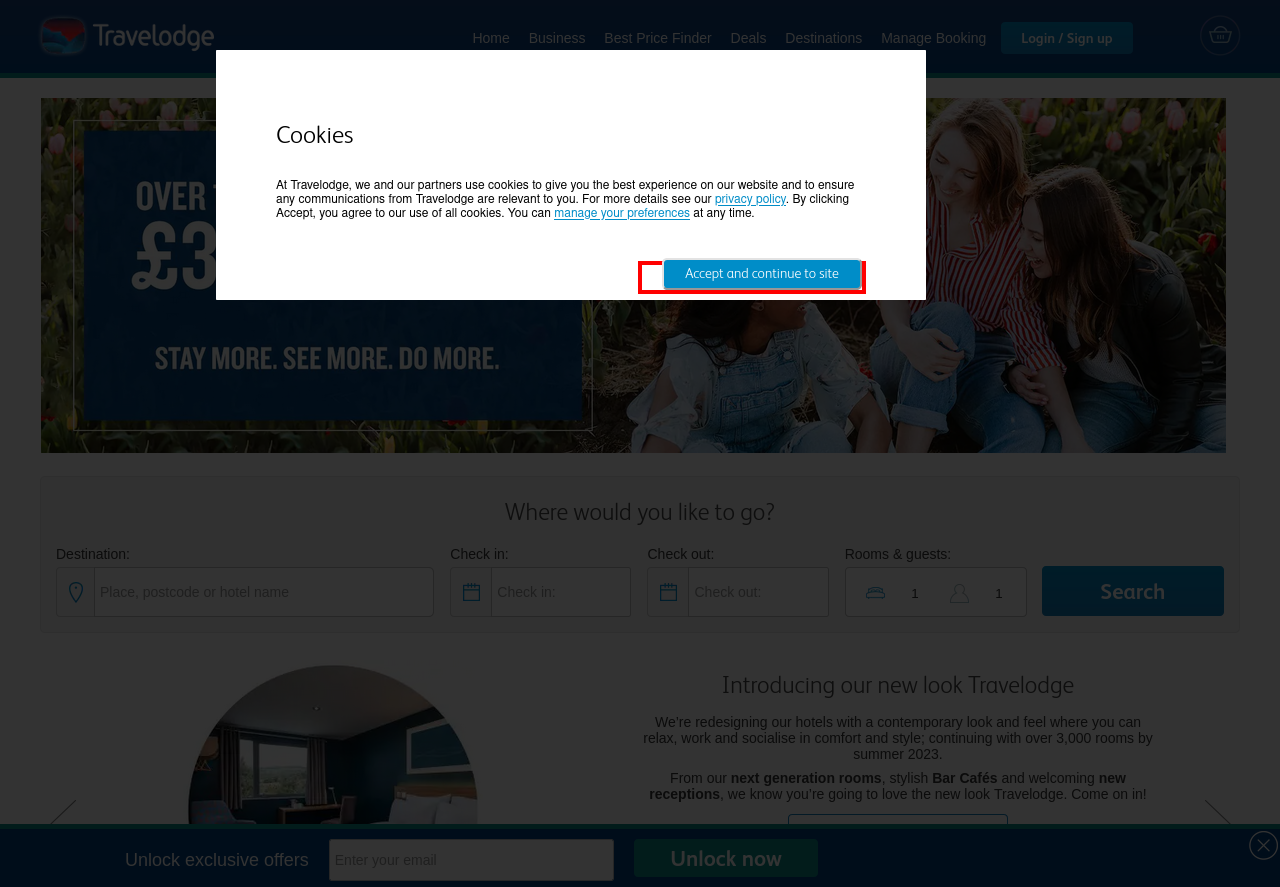 Travelodge
Home Business Best Price Finder Deals Destinations Manage Booking Login / Sign up
Cookies
At Travelodge, we and our partners use cookies to give you the best experience on our website and to ensure
any communications from Travelodge are relevant to you. For more details see our privacy policy. By clicking
Accept, you agree to our use of all cookies. You can manage your preferences at any time.
Accept and continue to site
OVER
£3
STAY MORE. SEE MORE. DO MORE.
Where would you like to go?
Destination: Check in: Check out: Rooms & guests:
Place, postcode or hotel name Check in: Check out: 1 1 Search
Introducing our new look Travelodge
We're redesigning our hotels with a contemporary look and feel where you can
relax, work and socialise in comfort and style; continuing with over 3,000 rooms by
summer 2023.
From our next generation rooms, stylish Bar Cafés and welcoming new
receptions, we know you're going to love the new look Travelodge. Come on in!
Unlock exclusive offers Enter your email Unlock now